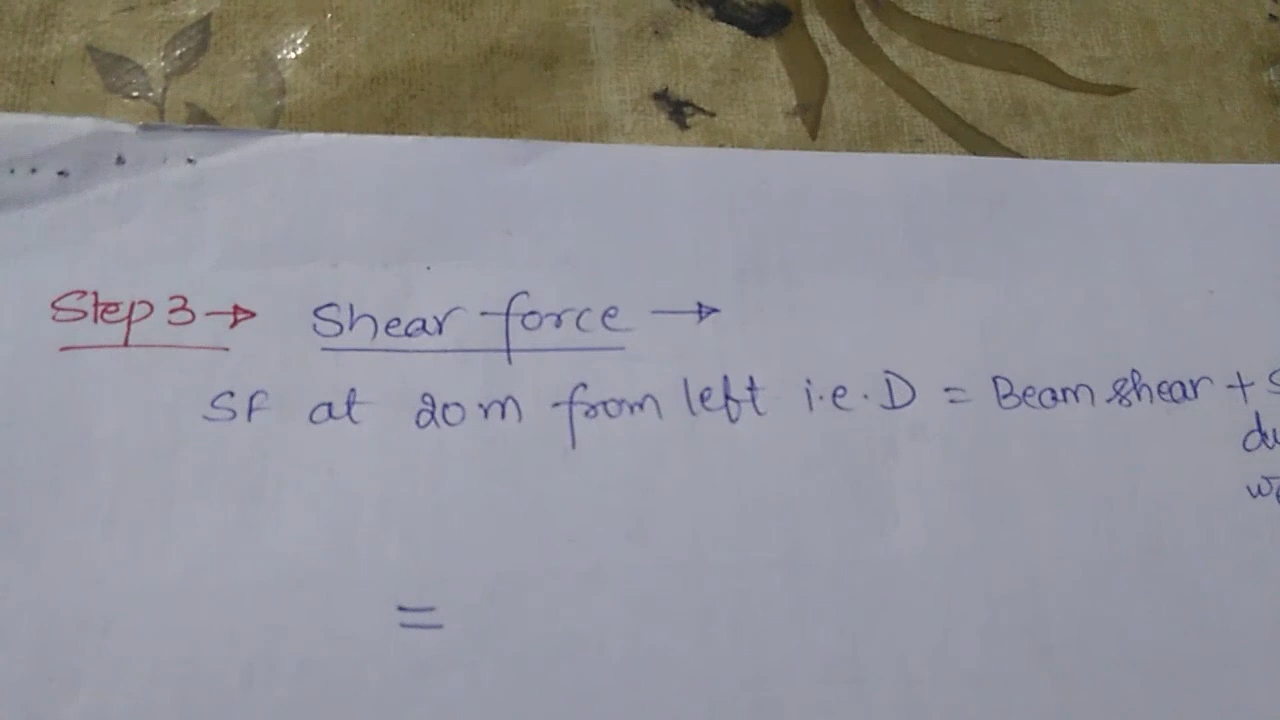 Step 3 → Shear force →
SF at 20m from left i.e. D = Beam shear +